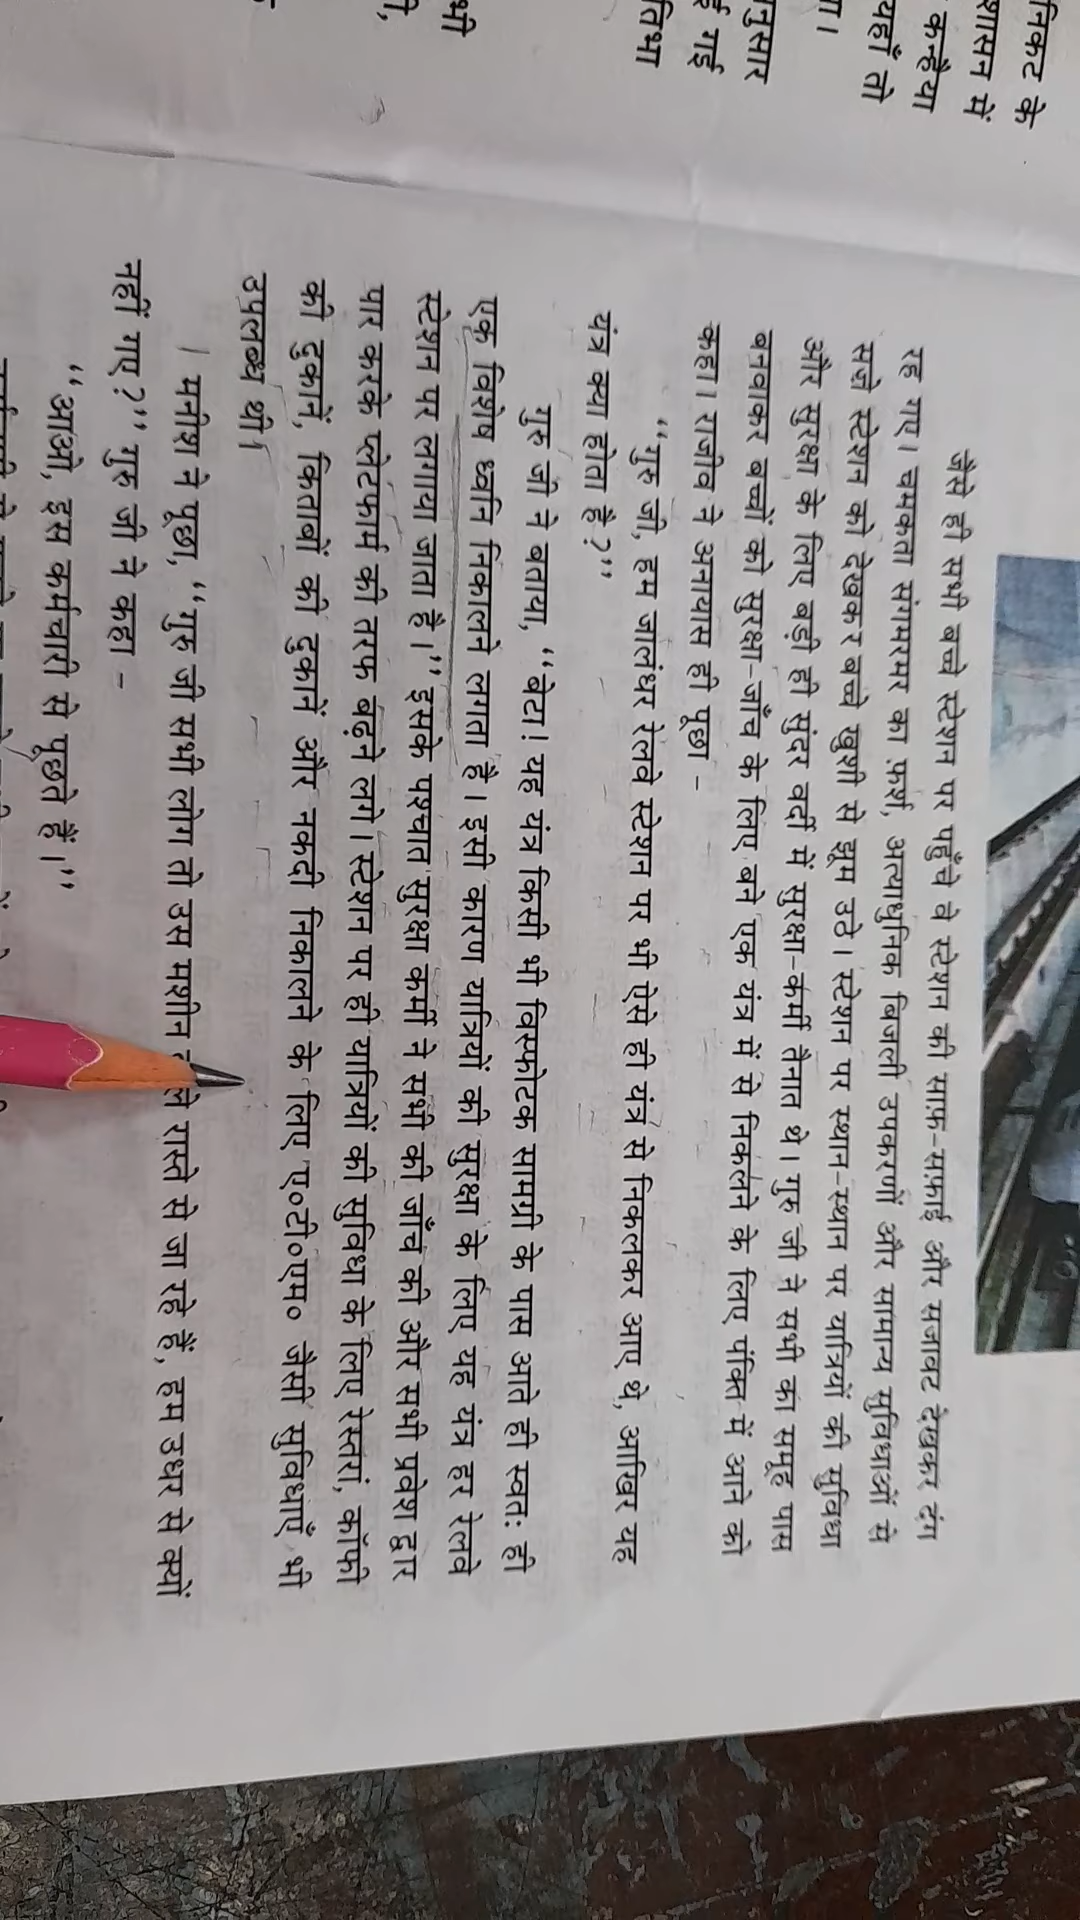 निकट के
शासन में
कन्हैया
यहाँ तो
नुसार
ई गई
तिभा
भी
जैसे ही सभी बच्चे स्टेशन पर पहुँचे वे स्टेशन की साफ़-सफ़ाई और सजावट देखकर दंग
रह गए। चमकता संगमरमर का फ़र्श, अत्याधुनिक बिजली उपकरणों और सामान्य सुविधाओं से
सजे स्टेशन को देखकर बच्चे खुशी से झूम उठे। स्टेशन पर स्थान-स्थान पर यात्रियों की सुविधा
और सुरक्षा के लिए बड़ी ही सुंदर वर्दी में सुरक्षा-कर्मी तैनात थे। गुरु जी ने सभी का समूह पास
बनवाकर बच्चों को सुरक्षा-जाँच के लिए बने एक यंत्र में से निकलने के लिए पंक्ति में आने को
कहा। राजीव ने अनायास ही पूछा -
“गुरु जी, हम जालंधर रेलवे स्टेशन पर भी ऐसे ही यंत्र से निकलकर आए थे, आखिर यह
यंत्र क्या होता है?”
गुरु जी ने बताया, “बेटा! यह यंत्र किसी भी विस्फोटक सामग्री के पास आते ही स्वतः ही
एक विशेष ध्वनि निकालने लगता है। इसी कारण यात्रियों की सुरक्षा के लिए यह यंत्र हर रेलवे
स्टेशन पर लगाया जाता है।” इसके पश्चात सुरक्षा कर्मी ने सभी की जाँच की और सभी प्रवेश द्वार
पार करके प्लेटफार्म की तरफ बढ़ने लगे। स्टेशन पर ही यात्रियों की सुविधा के लिए रेस्तरां, कॉफी
की दुकानें, किताबों की दुकानें और नकदी निकालने के लिए ए०टी०एम० जैसी सुविधाएँ भी
उपलब्ध थी।
मनीश ने पूछा, “गुरु जी सभी लोग तो उस मशीन रास्ते से जा रहे हैं, हम उधर से क्यों
नहीं गए?” गुरु जी ने कहा -
“आओ, इस कर्मचारी से पूछते हैं।”